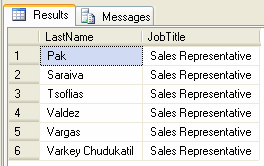 Results Messages
LastName JobTitle
1 Pak Sales Representative
2 Saraiva Sales Representative
3 Tsoflias Sales Representative
4 Valdez Sales Representative
5 Vargas Sales Representative
6 Varkey Chudukatil Sales Representative